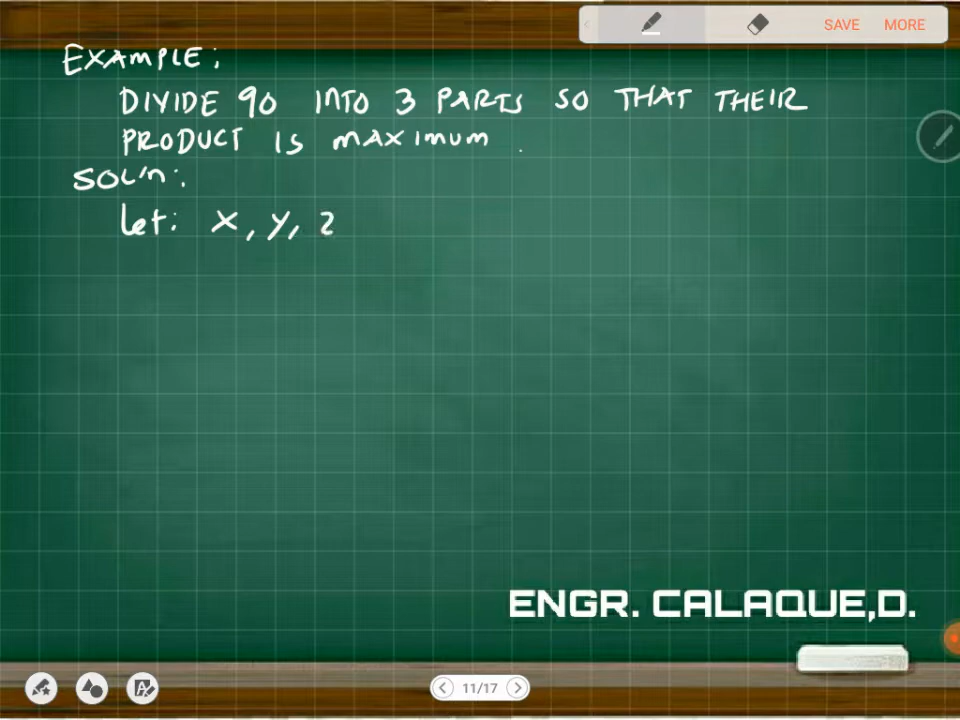 SAVE MORE
EXAMPLE:
DIVIDE 90 INTO 3 PARTS SO THAT THEIR
PRODUCT IS MAXIMUM.
SOL'n:
Let: x, y, z
ENGR. CALAQUE,D.
11/17